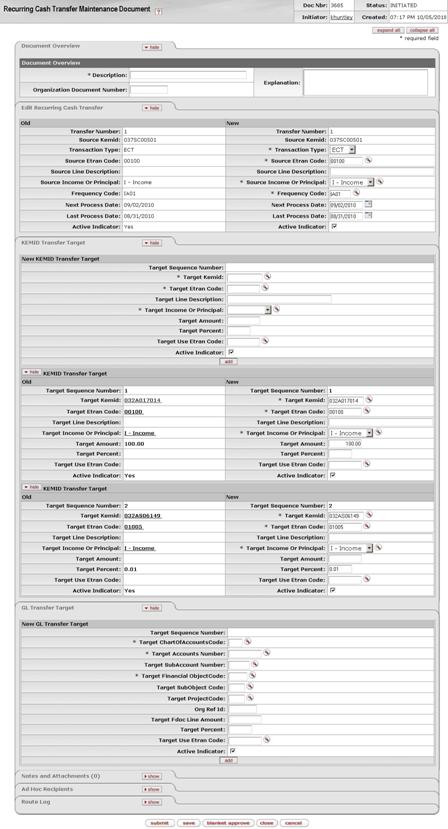 Recurring Cash Transfer Maintenance Document ?
Doc Nbr: 3605 Status: INITIATED
Initiator: khuntley Created: 07:17 PM 10/05/2010
expand all collapse all
* required field
Document Overview hide
Document Overview
* Description: Explanation:
Organization Document Number:
Edit Recurring Cash Transfer hide
Old New
Transfer Number: 1 Transfer Number: 1
Source Kemid: 037SC00501 Source Kemid: 037SC00501
Transaction Type: ECT * Transaction Type: ECT
Source Etran Code: 00100 * Source Etran Code: 00100
Source Line Description: Source Line Description:
Source Income Or Principal: I - Income * Source Income Or Principal: I - Income
Frequency Code: IA01 * Frequency Code: IA01
Next Process Date: 09/02/2010 Next Process Date: 09/02/2010
Last Process Date: 08/31/2010 Last Process Date: 08/31/2010
Active Indicator: Yes Active Indicator:
KEMID Transfer Target hide
New KEMID Transfer Target
Target Sequence Number:
* Target Kemid:
* Target Etran Code:
Target Line Description:
* Target Income Or Principal:
Target Amount:
Target Percent:
Target Use Etran Code:
Active Indicator:
add
hide KEMID Transfer Target
Old New
Target Sequence Number: 1 Target Sequence Number: 1
Target Kemid: 032A017014 * Target Kemid: 032A017014
Target Etran Code: 00100 * Target Etran Code: 00100
Target Line Description: Target Line Description:
Target Income Or Principal: I - Income * Target Income Or Principal: I - Income
Target Amount: 100.00 Target Amount: 100.00
Target Percent: Target Percent:
Target Use Etran Code: Target Use Etran Code:
Active Indicator: Yes Active Indicator:
hide KEMID Transfer Target
Old New
Target Sequence Number: 2 Target Sequence Number: 2
Target Kemid: 032AS06149 * Target Kemid: 032AS06149
Target Etran Code: 01005 * Target Etran Code: 01005
Target Line Description: Target Line Description:
Target Income Or Principal: I - Income * Target Income Or Principal: I - Income
Target Amount: Target Amount:
Target Percent: 0.01 Target Percent: 0.01
Target Use Etran Code: Target Use Etran Code:
Active Indicator: Yes Active Indicator:
GL Transfer Target hide
New GL Transfer Target
Target Sequence Number:
* Target ChartOfAccountsCode:
* Target Accounts Number:
Target SubAccount Number:
* Target Financial ObjectCode:
Target SubObject Code:
Target ProjectCode:
Org Ref Id:
Target Fdoc Line Amount:
Target Percent:
Target Use Etran Code:
Active Indicator:
add
Notes and Attachments (0) show
Ad Hoc Recipients show
Route Log show
submit save blanket approve close cancel